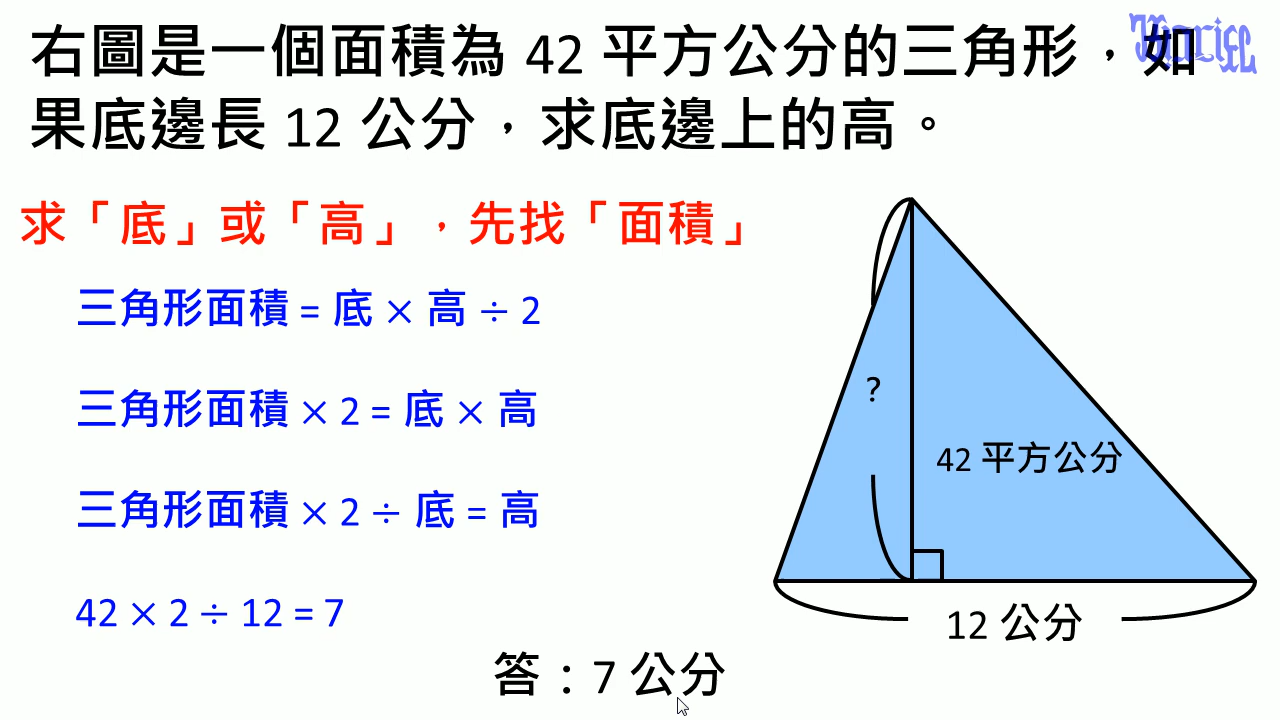 右圖是一個面積為 42 平方公分的三角形，如
果底邊長 12 公分，求底邊上的高。
求「底」或「高」，先找「面積」
三角形面積 = 底 × 高 ÷ 2
三角形面積 × 2 = 底 × 高
三角形面積 × 2 ÷ 底 = 高
42 × 2 ÷ 12 = 7
答：7 公分
?
42 平方公分
12 公分